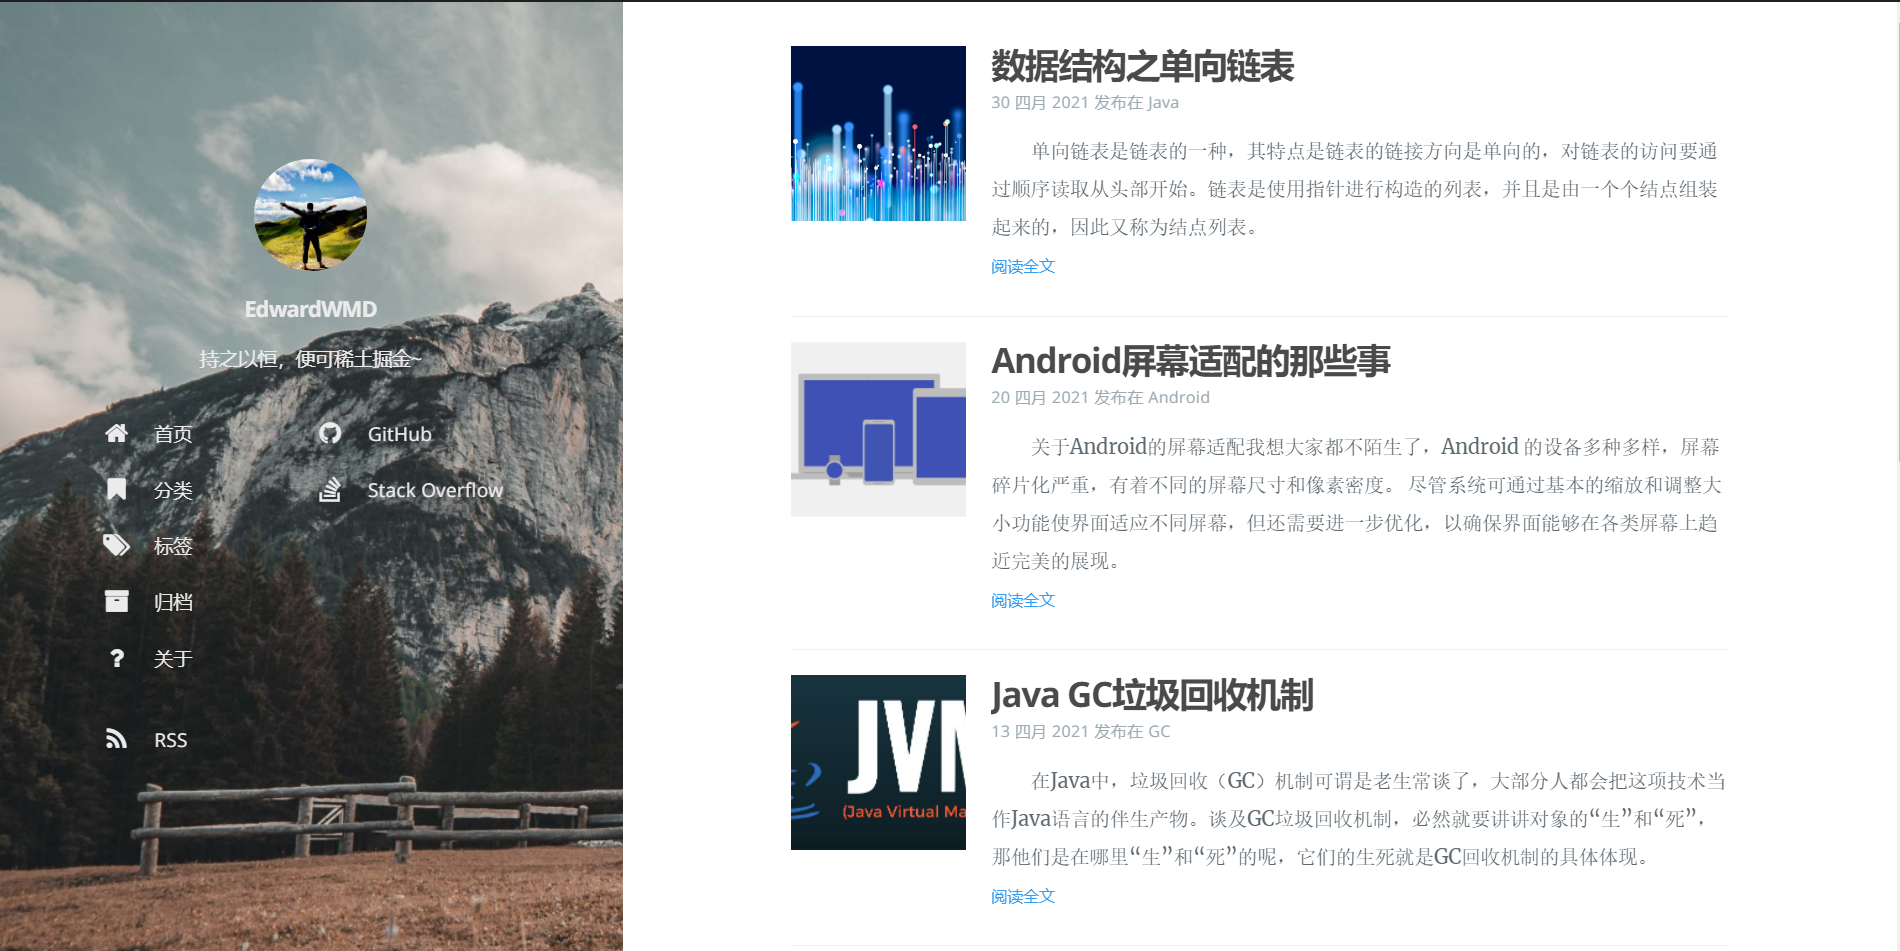 EdwardWMD
持之以恒，便可稀土掘金~
首页
分类
标签
归档
关于
RSS
GitHub
Stack Overflow
数据结构之单向链表
30 四月 2021 发布在 Java
单向链表是链表的一种，其特点是链表的链接方向是单向的，对链表的访问要通
过顺序读取从头部开始。链表是使用指针进行构造的列表，并且是由一个个结点组装
起来的，因此又称为结点列表。
阅读全文
Android屏幕适配的那些事
20 四月 2021 发布在 Android
关于Android的屏幕适配我想大家都不陌生了，Android 的设备多种多样，屏幕
碎片化严重，有着不同的屏幕尺寸和像素密度。 尽管系统可通过基本的缩放和调整大
小功能使界面适应不同屏幕，但还需要进一步优化，以确保界面能够在各类屏幕上趋
近完美的展现。
阅读全文
JVM
(Java Virtual Ma
Java GC垃圾回收机制
13 四月 2021 发布在 GC
在Java中，垃圾回收（GC）机制可谓是老生常谈了，大部分人都会把这项技术当
作Java语言的伴生产物。谈及GC垃圾回收机制，必然就要讲讲对象的“生”和“死”，
那他们是在哪里“生”和“死”的呢，它们的生死就是GC回收机制的具体体现。
阅读全文